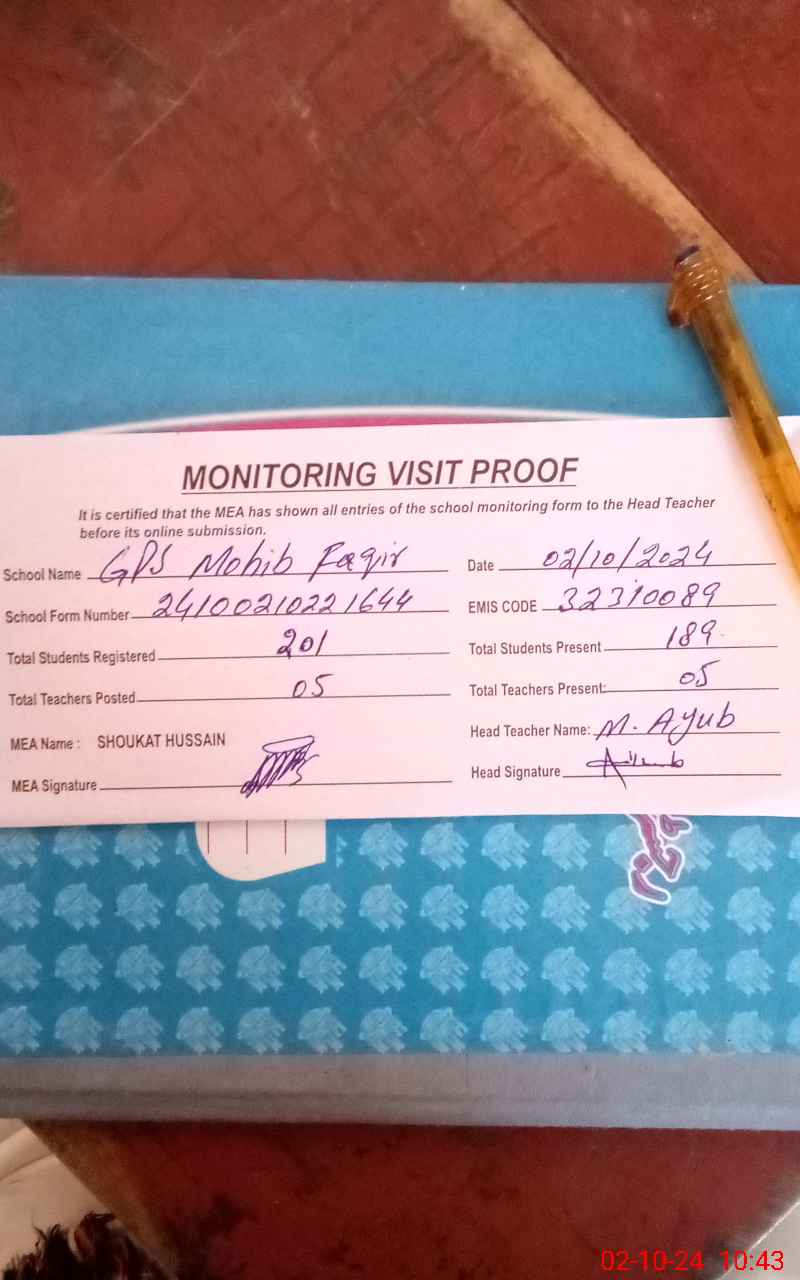 MONITORING VISIT PROOF
It is certified that the MEA has shown all entries of the school monitoring form to the Head Teacher
before its online submission.
School Name GPS Mohib Faqir Date 02/10/2024
School Form Number 24100210221644 EMIS CODE 32310089
Total Students Registered 201 Total Students Present 189
Total Teachers Posted 05 Total Teachers Present: 05
MEA Name : SHOUKAT HUSSAIN Head Teacher Name: M. Ayub
MEA Signature Head Signature
02-10-24 10:43